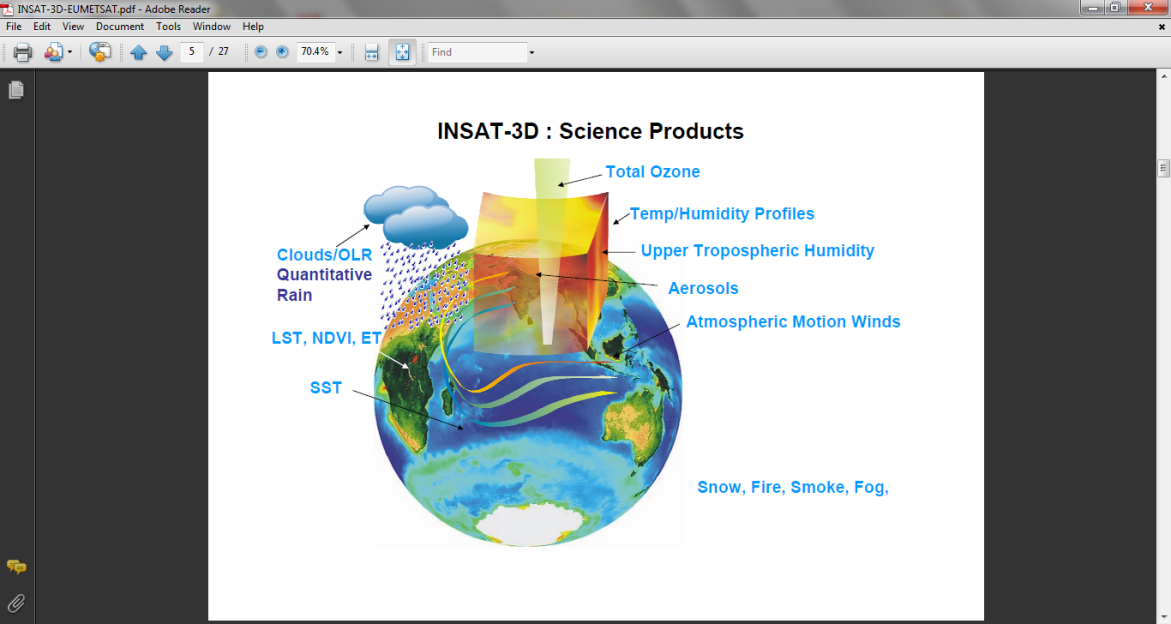 INSAT-3D-EUMETSAT.pdf - Adobe Reader
File Edit View Document Tools Window Help
5 / 27 70.4% Find
INSAT-3D : Science Products
Total Ozone
Temp/Humidity Profiles
Upper Tropospheric Humidity
Aerosols
Atmospheric Motion Winds
Clouds/OLR
Quantitative
Rain
LST, NDVI, ET
SST
Snow, Fire, Smoke, Fog,